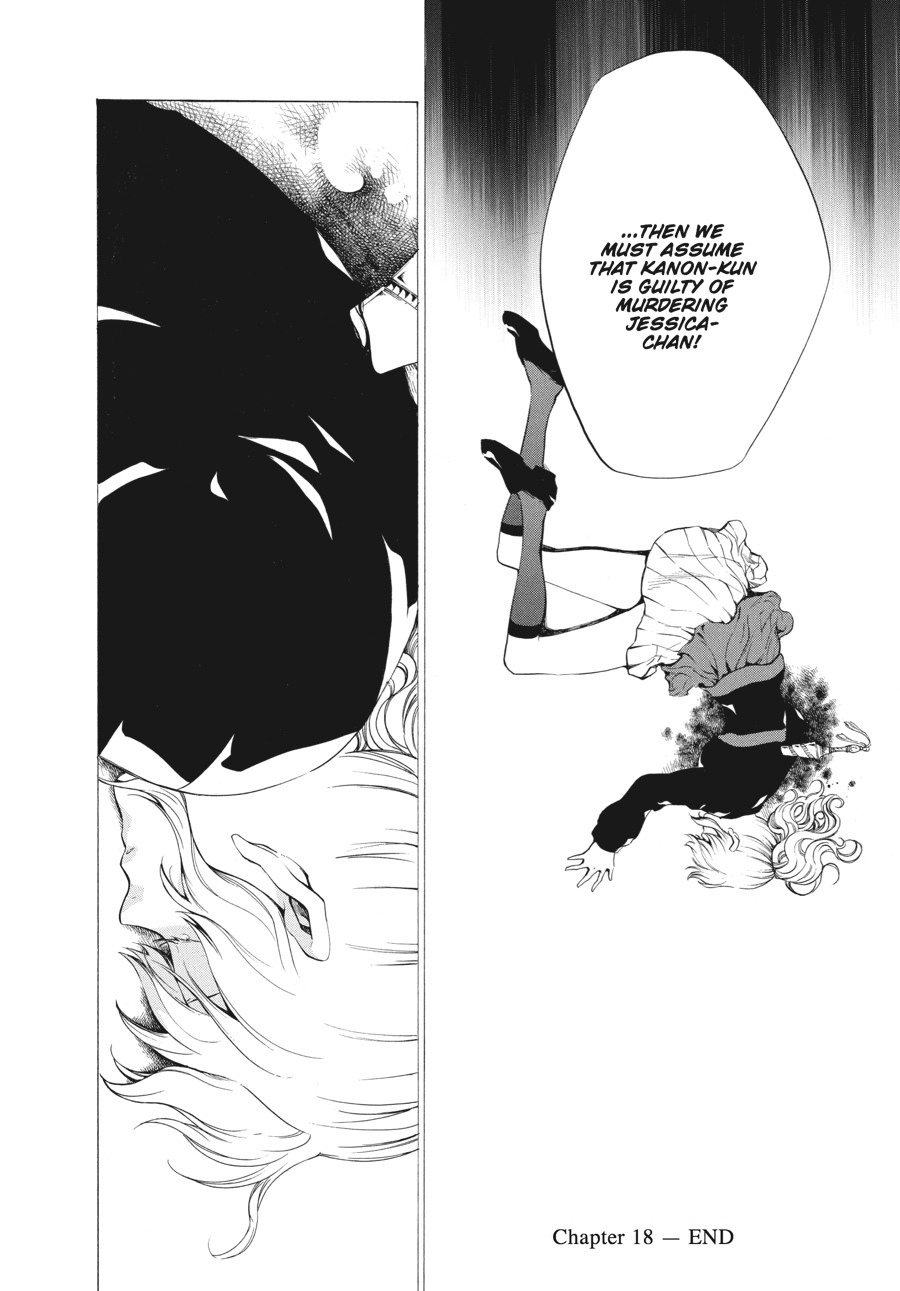 ...THEN WE
MUST ASSUME
THAT KANON-KUN
IS GUILTY OF
MURDERING
JESSICA-
CHAN!
Chapter 18 — END